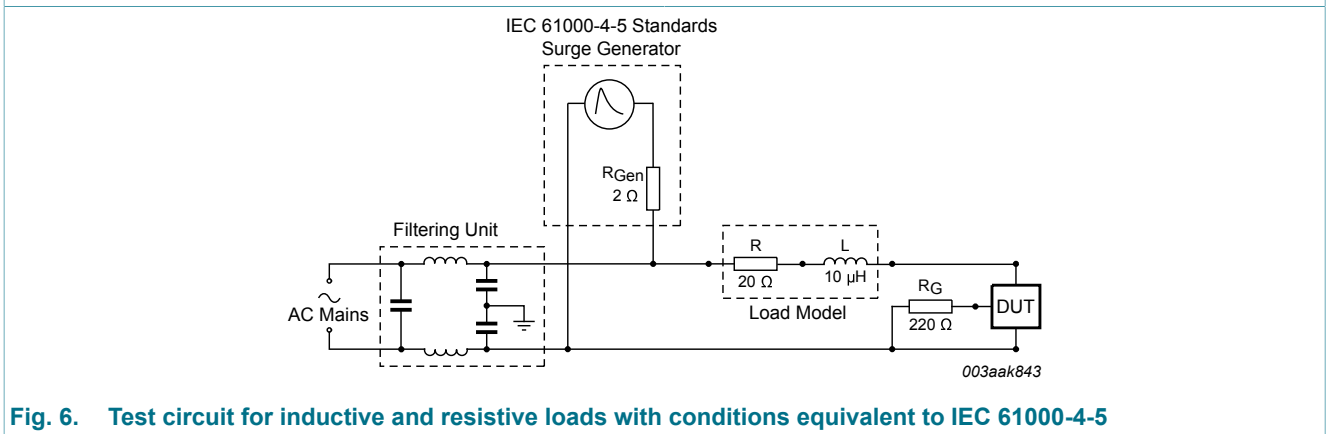 IEC 61000-4-5 Standards
Surge Generator
RGen
2 Ω
Filtering Unit
AC Mains
R
20 Ω
L
10 μH
Load Model
RG
220 Ω
DUT
003aak843
Fig. 6. Test circuit for inductive and resistive loads with conditions equivalent to IEC 61000-4-5